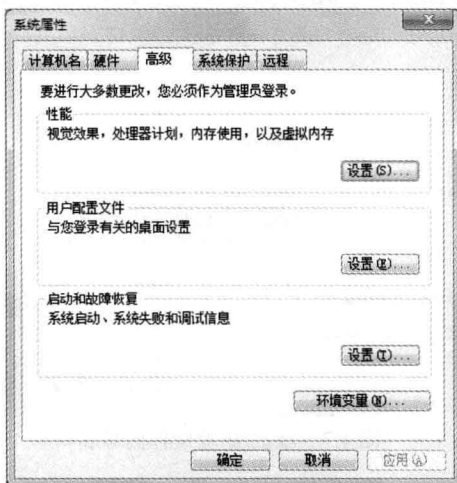 系统属性
计算机名 硬件 高级 系统保护 远程
要进行大多数更改，您必须作为管理员登录。
性能
视觉效果，处理器计划，内存使用，以及虚拟内存
设置(S)...
用户配置文件
与您登录有关的桌面设置
设置(E)...
启动和故障恢复
系统启动、系统失败和调试信息
设置(T)...
环境变量(N)...
确定 取消 应用(A)